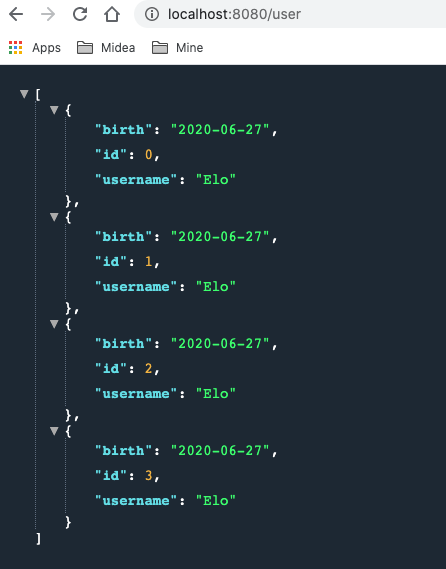 localhost:8080/user
Apps Midea Mine
[
{
"birth": "2020-06-27",
"id": 0,
"username": "Elo"
},
{
"birth": "2020-06-27",
"id": 1,
"username": "Elo"
},
{
"birth": "2020-06-27",
"id": 2,
"username": "Elo"
},
{
"birth": "2020-06-27",
"id": 3,
"username": "Elo"
}
]